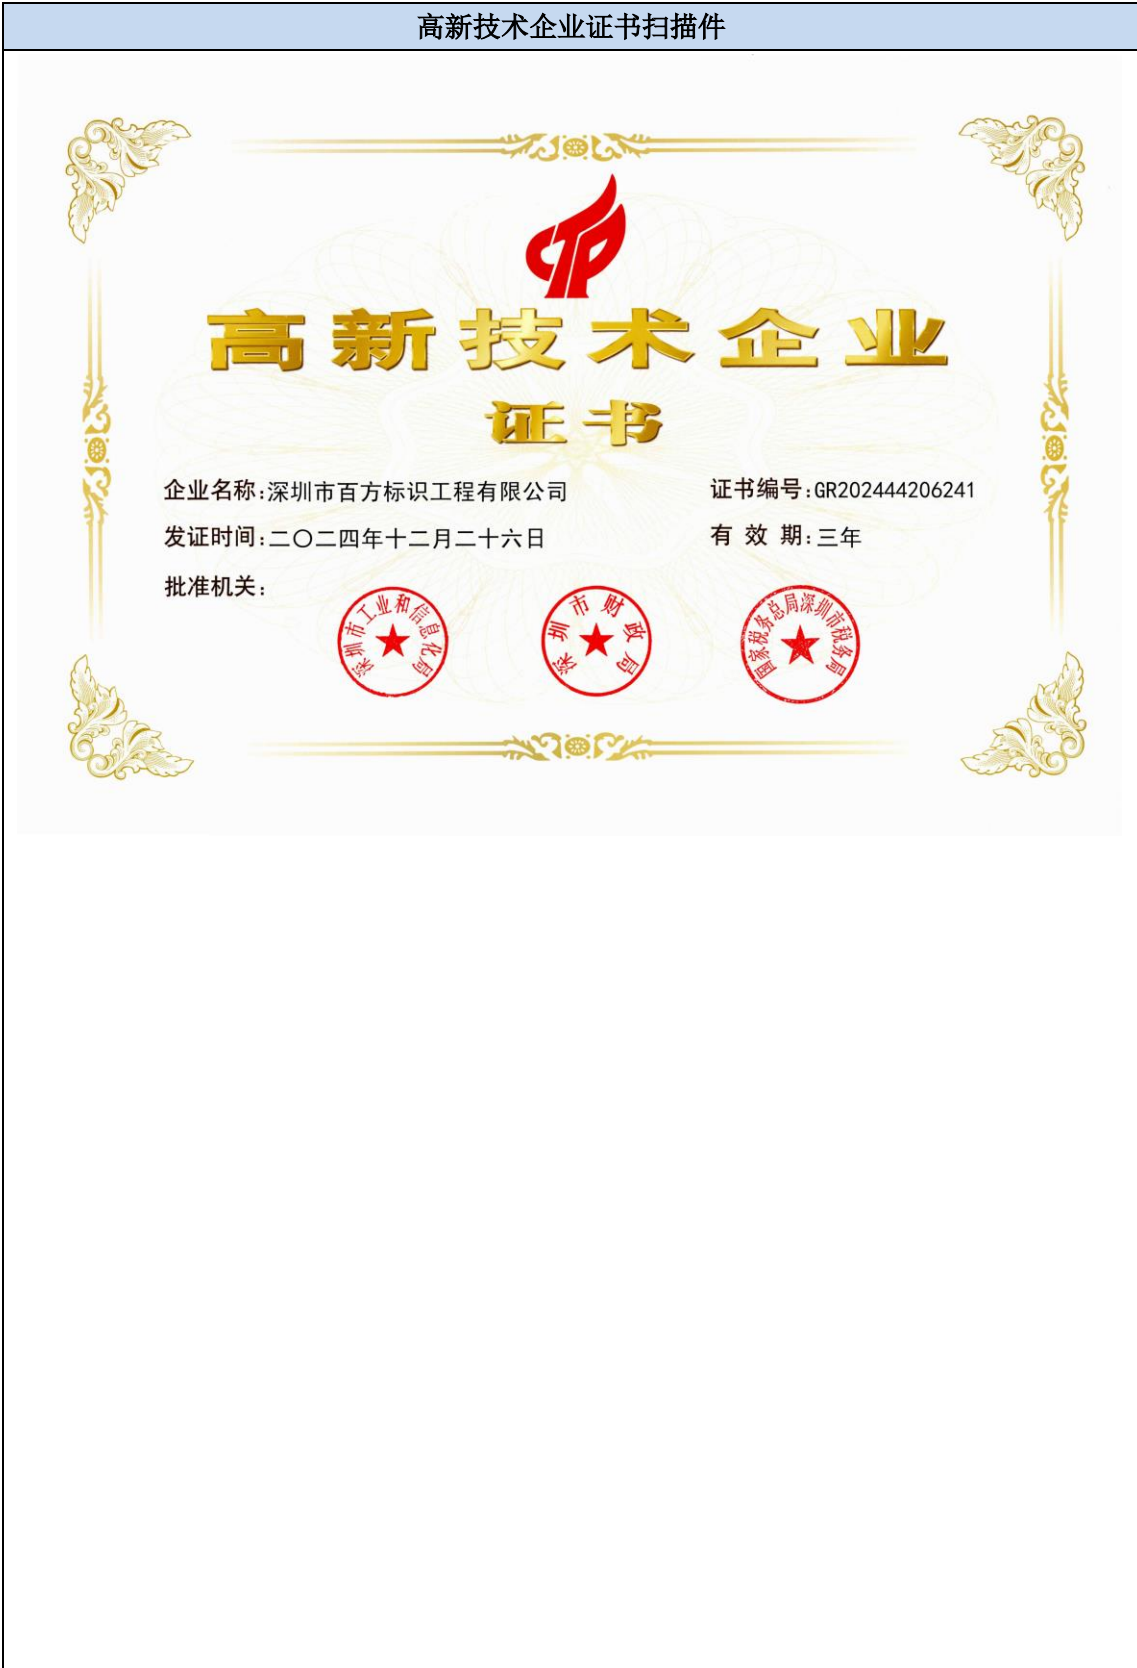 高新技术企业证书扫描件
高新技术企业
证书
企业名称:深圳市百方标识工程有限公司
证书编号:GR202444206241
发证时间:二〇二四年十二月二十六日
有 效 期:三年
批准机关:
深圳市工业和信息化局
深圳市财政局
国家税务总局深圳市税务局